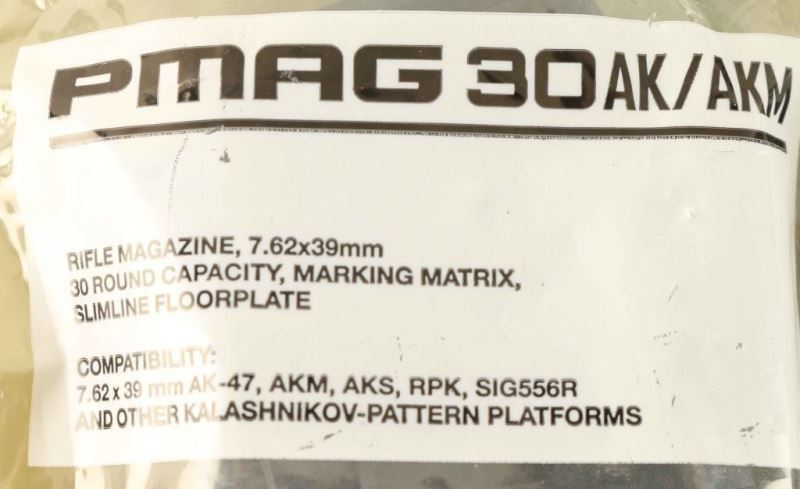 PMAG 30 AK/AKM
RIFLE MAGAZINE, 7.62x39mm
30 ROUND CAPACITY, MARKING MATRIX,
SLIMLINE FLOORPLATE
COMPATIBILITY:
7.62 x 39 mm AK-47, AKM, AKS, RPK, SIG556R
AND OTHER KALASHNIKOV-PATTERN PLATFORMS